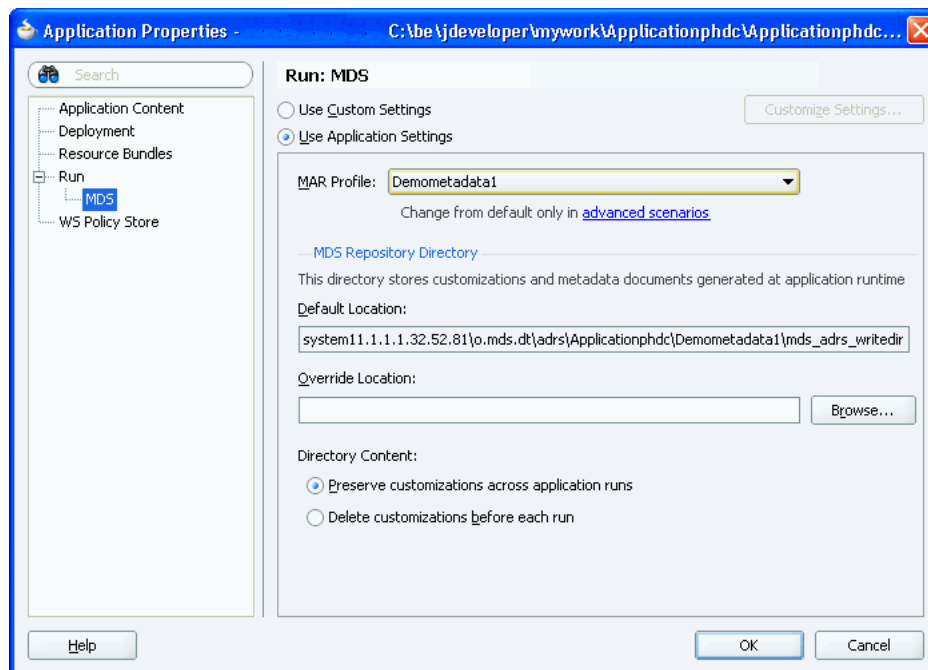 Application Properties - C:\be\jdeveloper\mywork\Applicationphdc\Applicationphdc...
Search
Application Content
Deployment
Resource Bundles
Run
MDS
WS Policy Store
Run: MDS
Use Custom Settings
Customize Settings...
Use Application Settings
MAR Profile: Demometadata1
Change from default only in advanced scenarios
MDS Repository Directory
This directory stores customizations and metadata documents generated at application runtime
Default Location:
system11.1.1.1.32.52.81\o.mds.dt\adrs\Applicationphdc\Demometadata1\mds_adrs_writedir
Override Location:
Browse...
Directory Content:
Preserve customizations across application runs
Delete customizations before each run
Help
OK
Cancel